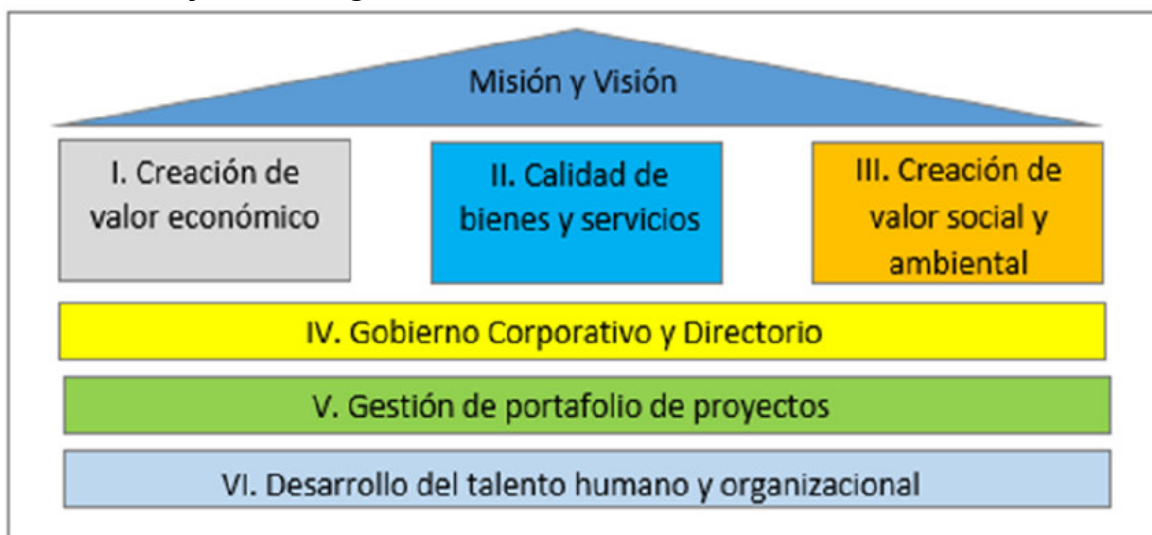 Misión y Visión
I. Creación de
valor económico
II. Calidad de
bienes y servicios
III. Creación de
valor social y
ambiental
IV. Gobierno Corporativo y Directorio
V. Gestión de portafolio de proyectos
VI. Desarrollo del talento humano y organizacional